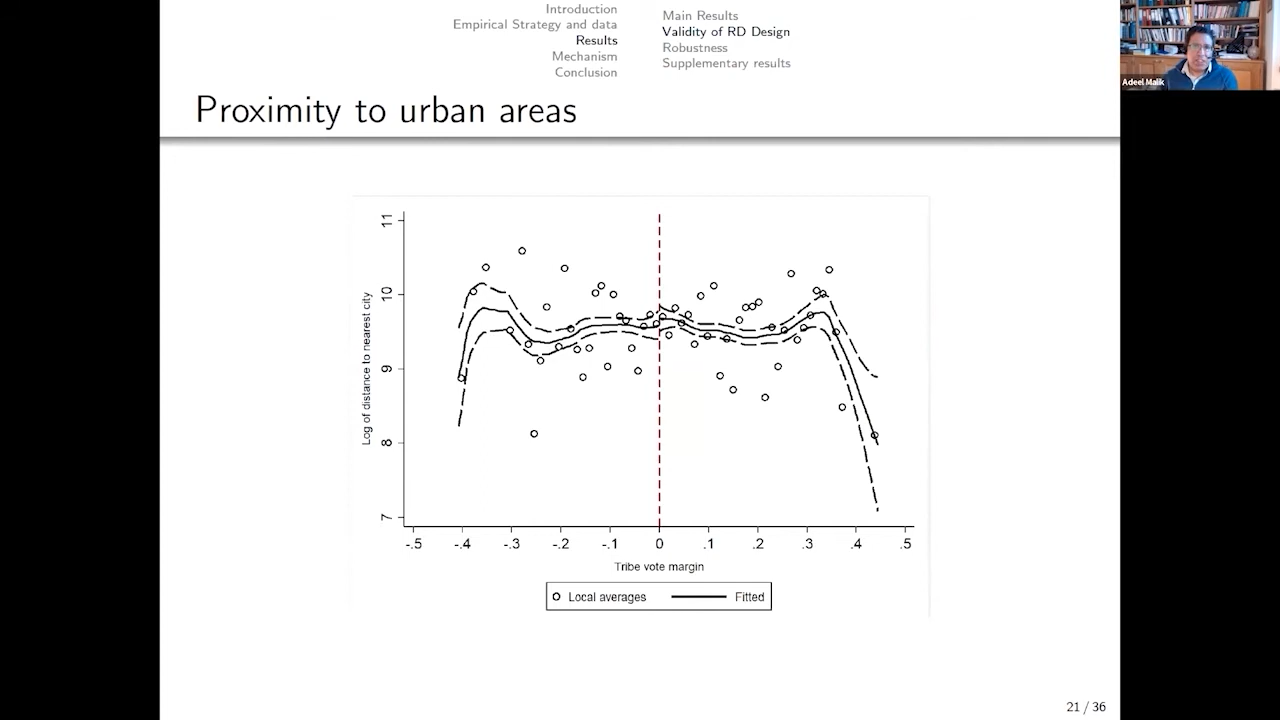 Introduction
Empirical Strategy and data
Results
Mechanism
Conclusion
Main Results
Validity of RD Design
Robustness
Supplementary results
Adeel Malik
Proximity to urban areas
Log of distance to nearest city
11
10
9
8
7
-.5 -.4 -.3 -.2 -.1 0 .1 .2 .3 .4 .5
Tribe vote margin
Local averages Fitted
21 / 36